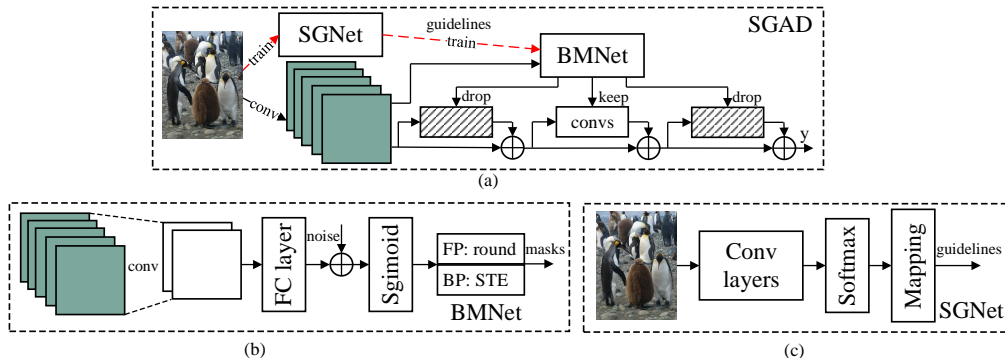 SGAD
SGNet
guidelines
train
train
BMNet
conv
drop
keep
drop
convs
y
(a)
conv
FC layer
noise
Sgimoid
FP: round
BP: STE
masks
BMNet
(b)
Conv
layers
Softmax
Mapping
guidelines
SGNet
(c)